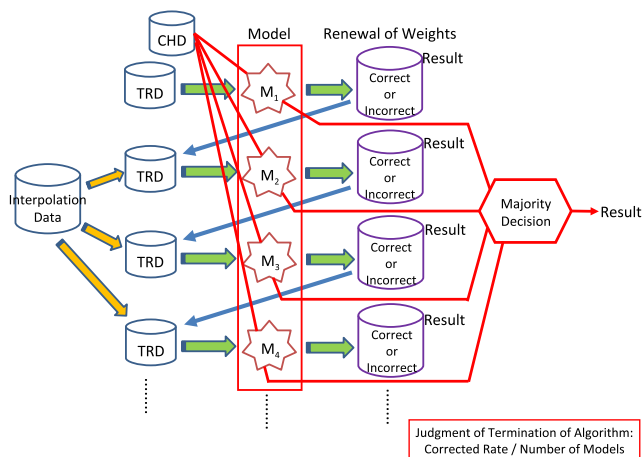 Model
Renewal of Weights
CHD
TRD
M1
Correct
or
Incorrect
Result
TRD
M2
Correct
or
Incorrect
Result
Interpolation
Data
Majority
Decision
Result
TRD
M3
Correct
or
Incorrect
Result
TRD
M4
Correct
or
Incorrect
Result
Judgment of Termination of Algorithm:
Corrected Rate / Number of Models